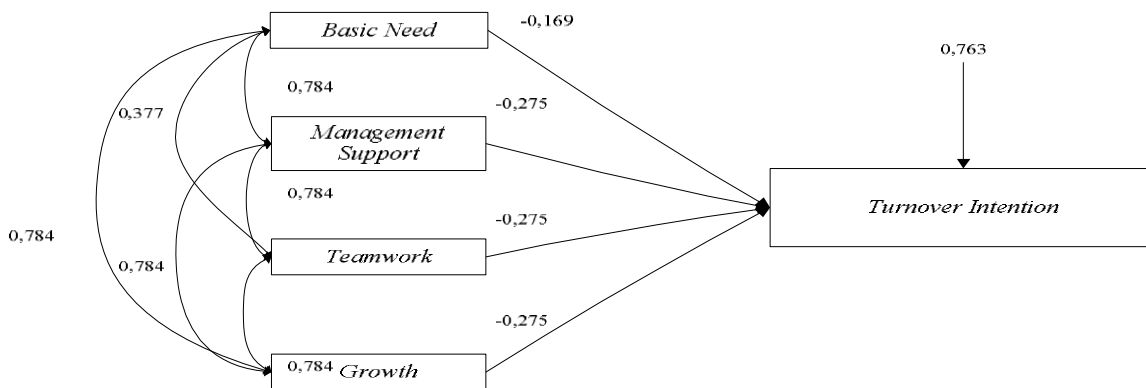 -0,169
Basic Need
0,763
0,784
-0,275
0,377
Management
Support
0,784
Turnover Intention
-0,275
0,784
Teamwork
0,784
-0,275
0,784
Growth